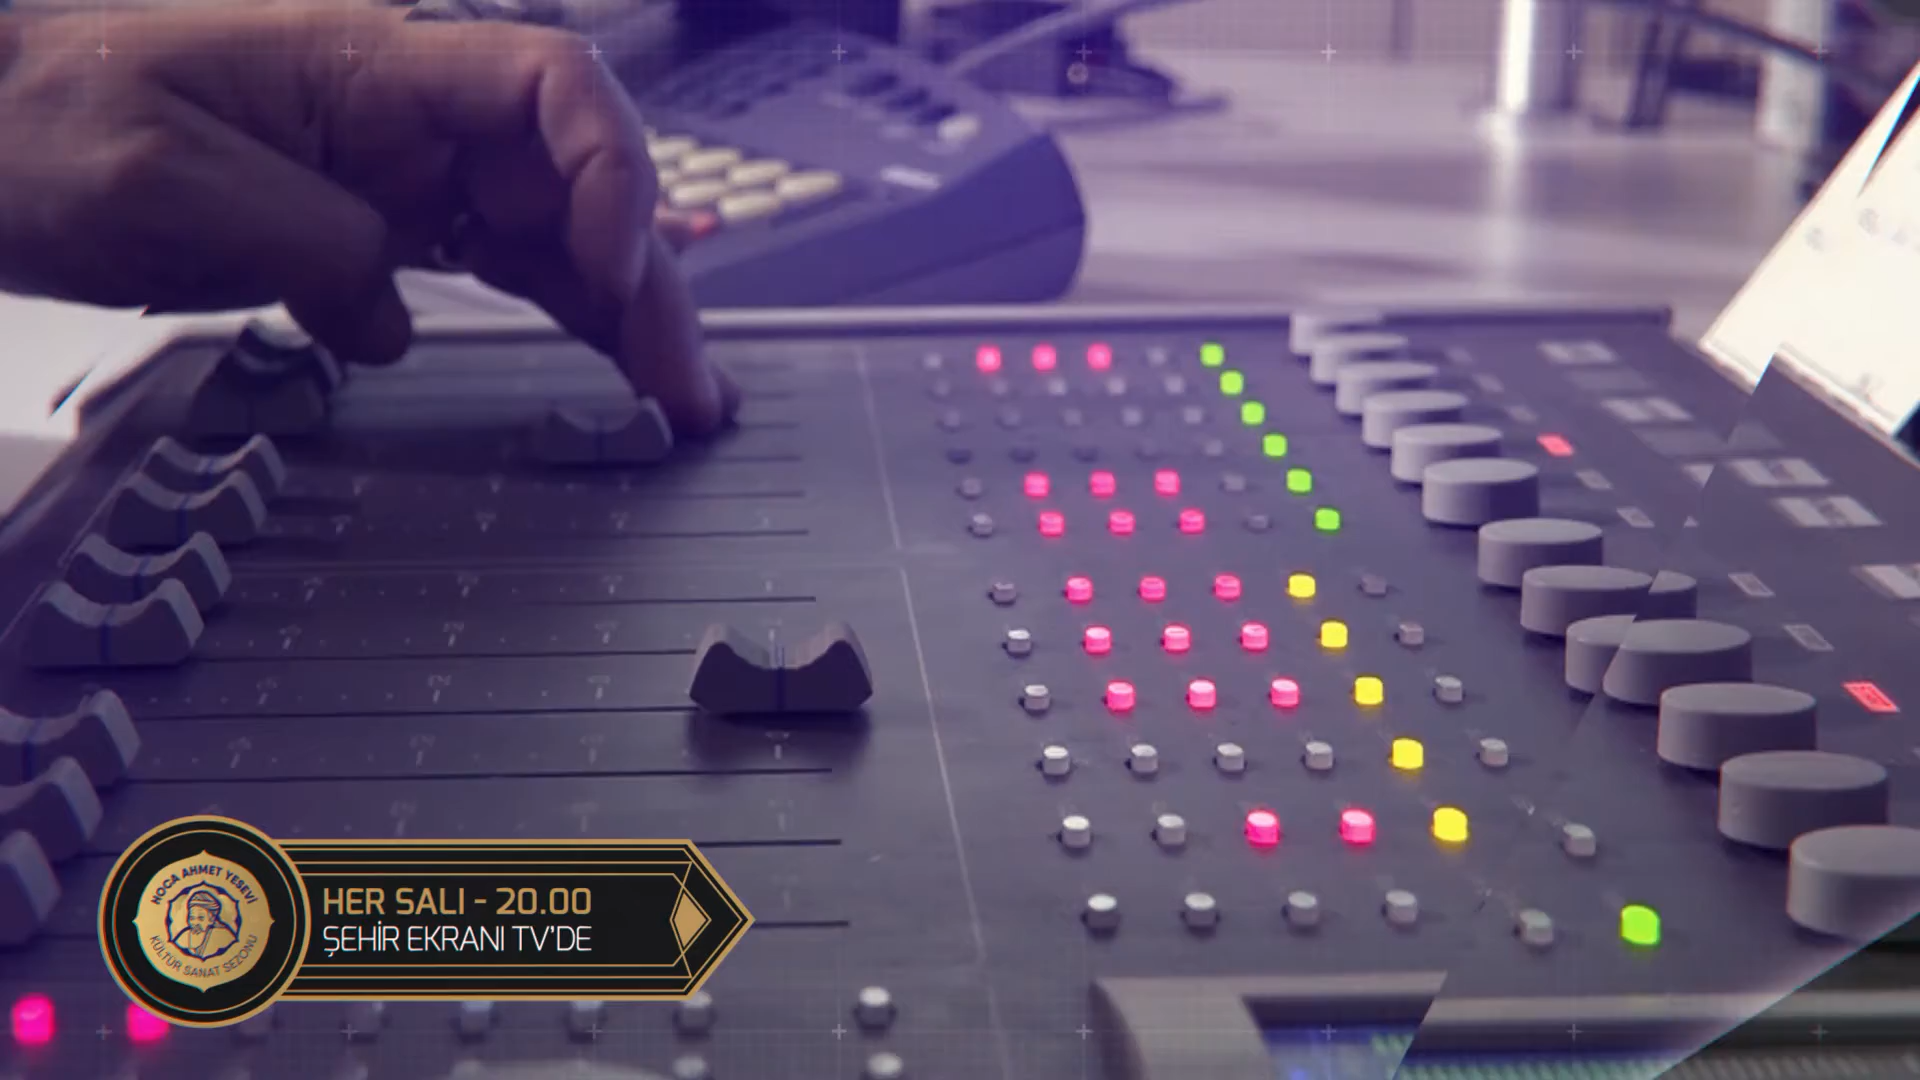 HOCA AHMET YESEVİ
KÜLTÜR SANAT SEZONU
HER SALI - 20.00
ŞEHİR EKRANI TV'DE